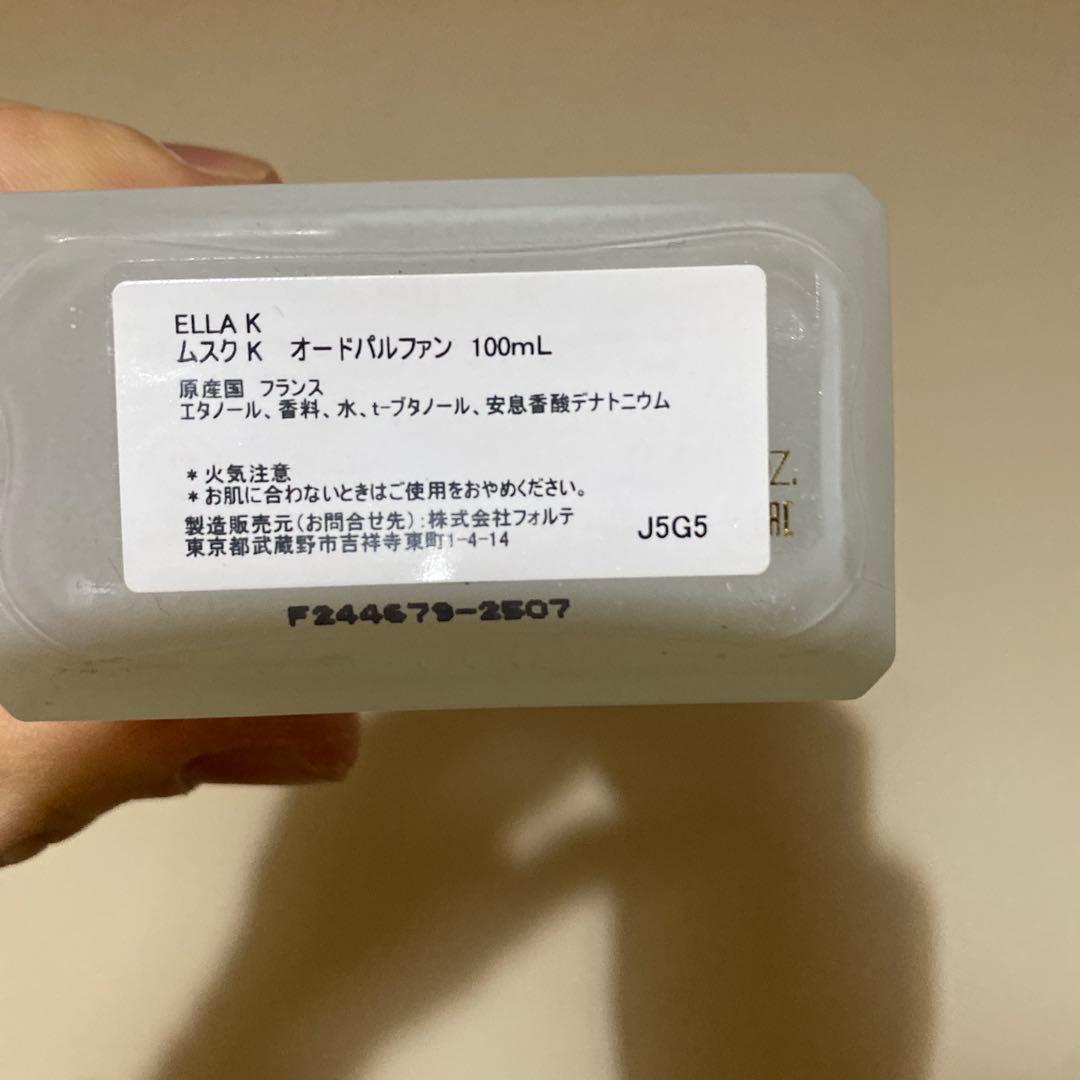 ELLA K
ムスク K　オードパルファン 100mL
原産国　フランス
エタノール、香料、水、t-ブタノール、安息香酸デナトニウム
＊火気注意
＊お肌に合わないときはご使用をおやめください。
製造販売元（お問合せ先）：株式会社フォルテ
東京都武蔵野市吉祥寺東町1-4-14
J5G5
Z.
F244679-2507